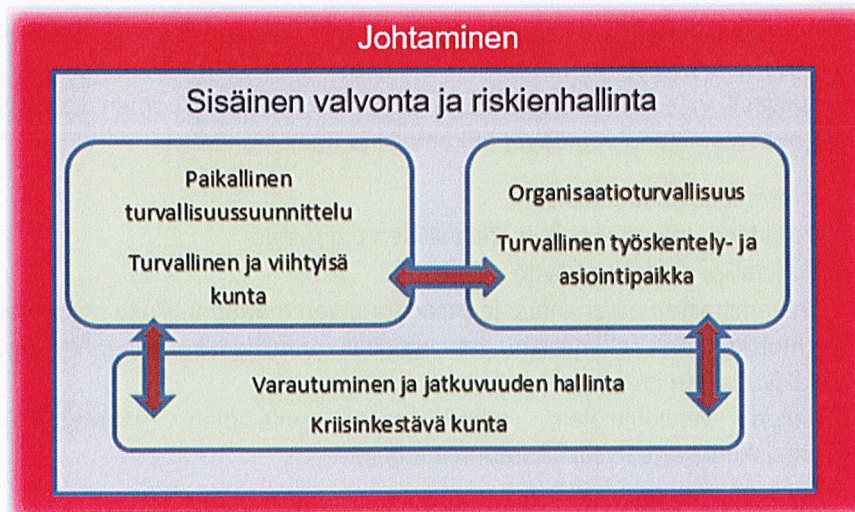 Johtaminen
Sisäinen valvonta ja riskienhallinta
Paikallinen
turvallisuussuunnittelu
Turvallinen ja viihtyisä
kunta
Organisaatioturvallisuus
Turvallinen työskentely- ja
asiointipaikka
Varautuminen ja jatkuvuuden hallinta
Kriisinkestävä kunta